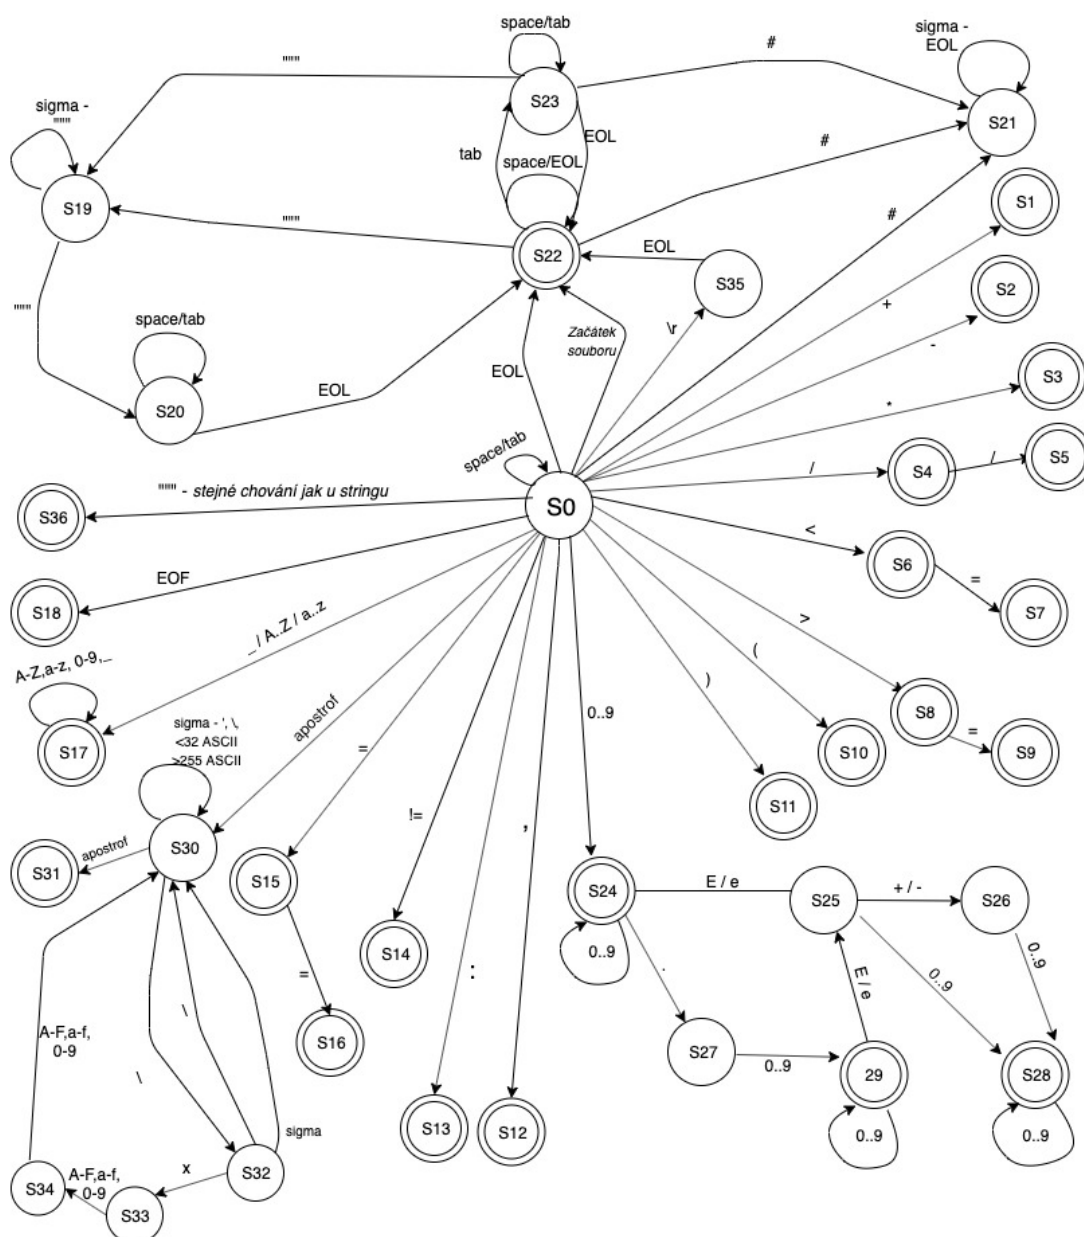 space/tab
sigma -
EOL
"""
#
S23
sigma -
"""
S21
tab
EOL
#
space/EOL
S1
S19
"""
#
S22
EOL
S35
S2
+
"""
space/tab
Začátek
souboru
\r
-
EOL
S3
EOL
*
S20
space/tab
S5
/
/
S4
""" - stejné chování jak u stringu
S0
S36
<
S6
EOF
=
S18
S7
_ / A..Z / a..z
>
(
A-Z,a-z, 0-9,_
)
apostrof
0..9
sigma - ', \,
<32 ASCII
>255 ASCII
S17
=
S8
=
S10
S9
S11
!=
,
S30
apostrof
S31
S15
E / e
+ / -
S24
S25
S26
0..9
S14
=
.
:
0..9
0..9
E / e
\
A-F,a-f,
0-9
S16
S27
0..9
29
S28
\
S13
S12
sigma
0..9
0..9
x
S32
A-F,a-f,
0-9
S34
S33